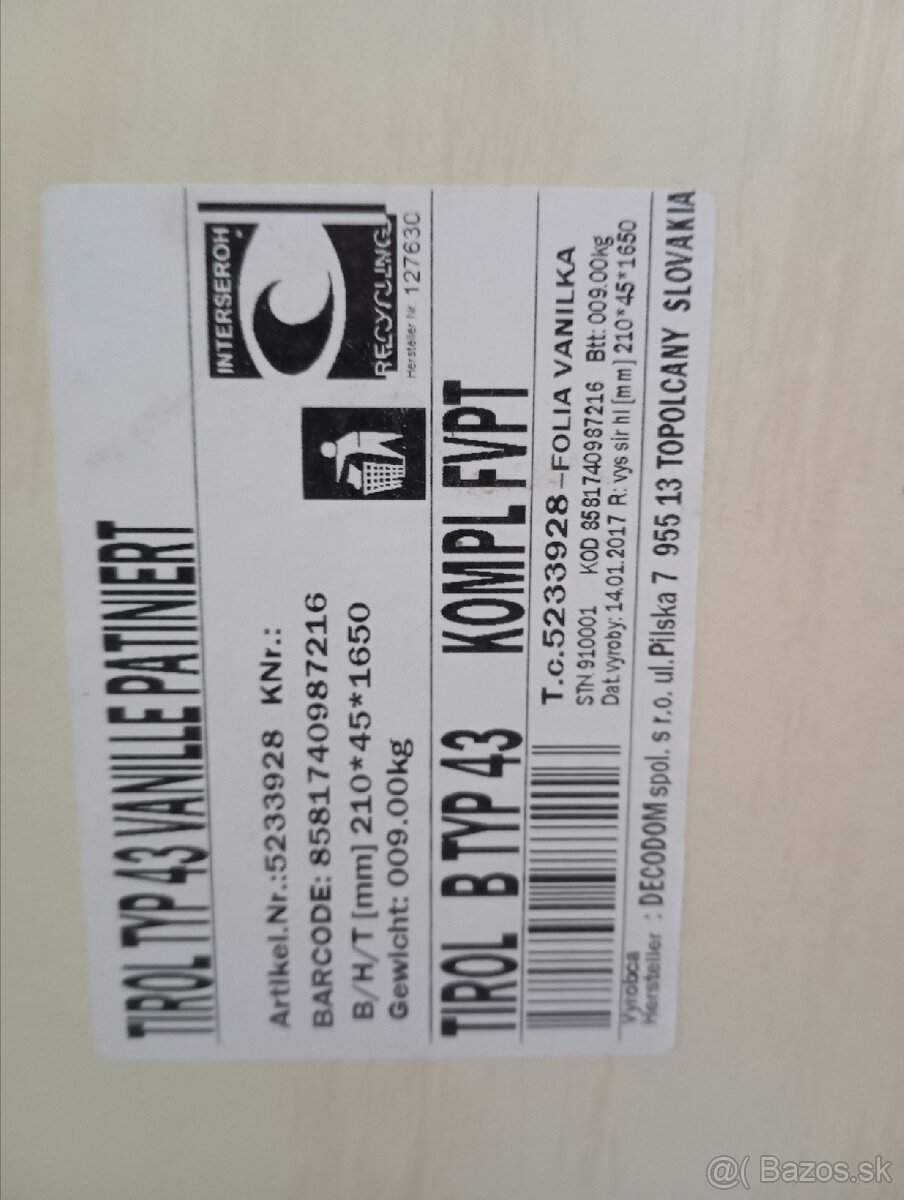 TIROL TYP 43 VANILLE PATINIERT
INTERSEROH
RECYCLING
Hersteller Nr 127630
Artikel.Nr.:5233928 KNr.:
BARCODE: 8581740987216
B/H/T [mm] 210*45*1650
Gewicht: 009.00kg
TIROL B TYP 43 KOMPL FVPT
T.c.5233928-FOLIA VANILKA
STN 910001 KOD 8581740987216 Btt: 009.00kg
Dat.vyroby: 14.01.2017 R: vys sir hl [mm] 210*45*1650
Vyrobca
Hersteller : DECODOM spol. s r.o. ul.Pilska 7 955 13 TOPOLCANY SLOVAKIA
@( Bazos.sk